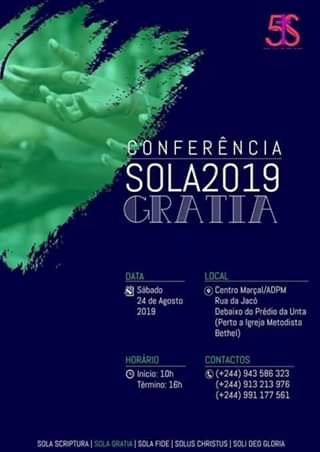 5S
CONFERÊNCIA
SOLA2019
GRATIA
DATA
Sábado
24 de Agosto
2019
LOCAL
Centro Marçal/ADPM
Rua da Jacó
Debaixo do Prédio da Unta
(Perto a Igreja Metodista
Bethel)
HORÁRIO
Início: 10h
Término: 16h
CONTACTOS
(+244) 943 586 323
(+244) 913 213 976
(+244) 991 177 561
SOLA SCRIPTURA | SOLA GRATIA | SOLA FIDE | SOLUS CHRISTUS | SOLI DEO GLORIA